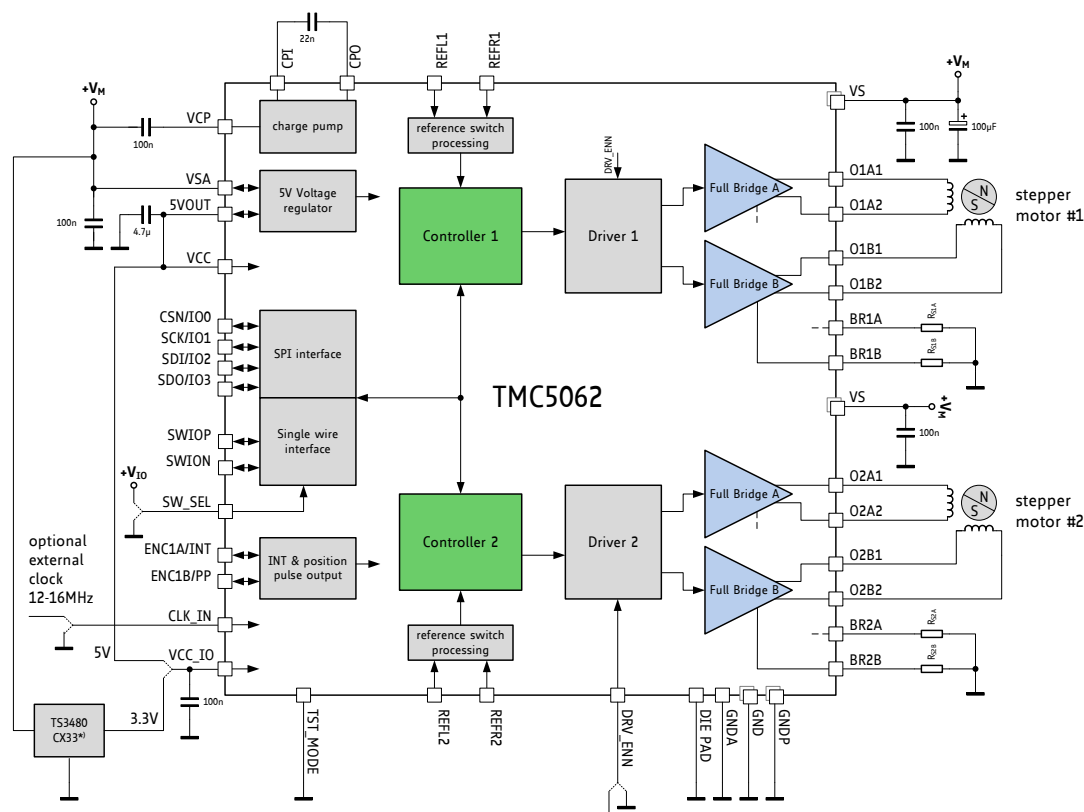 22n
CPI
CPO
REFL1
REFR1
+VM
VCP
100n
charge pump
reference switch
processing
VS
+VM
100n
100µF
VSA
5VOUT
100n
4.7µ
5V Voltage
regulator
VCC
Controller 1
DRV_ENN
Driver 1
Full Bridge A
Full Bridge B
O1A1
O1A2
O1B1
O1B2
BR1A
BR1B
RS1A
RS1B
N
S
stepper
motor #1
CSN/IO0
SCK/IO1
SDI/IO2
SDO/IO3
SPI interface
TMC5062
VS
+VM
100n
SWIOP
SWION
Single wire
interface
+VIO
SW_SEL
optional
external
clock
12-16MHz
ENC1A/INT
ENC1B/PP
INT & position
pulse output
CLK_IN
Controller 2
Driver 2
Full Bridge A
Full Bridge B
O2A1
O2A2
O2B1
O2B2
BR2A
BR2B
RS2A
RS2B
N
S
stepper
motor #2
reference switch
processing
5V
VCC_IO
100n
TS3480
CX33*)
3.3V
TST_MODE
REFL2
REFR2
DRV_ENN
DIE PAD
GNDA
GND
GNDP